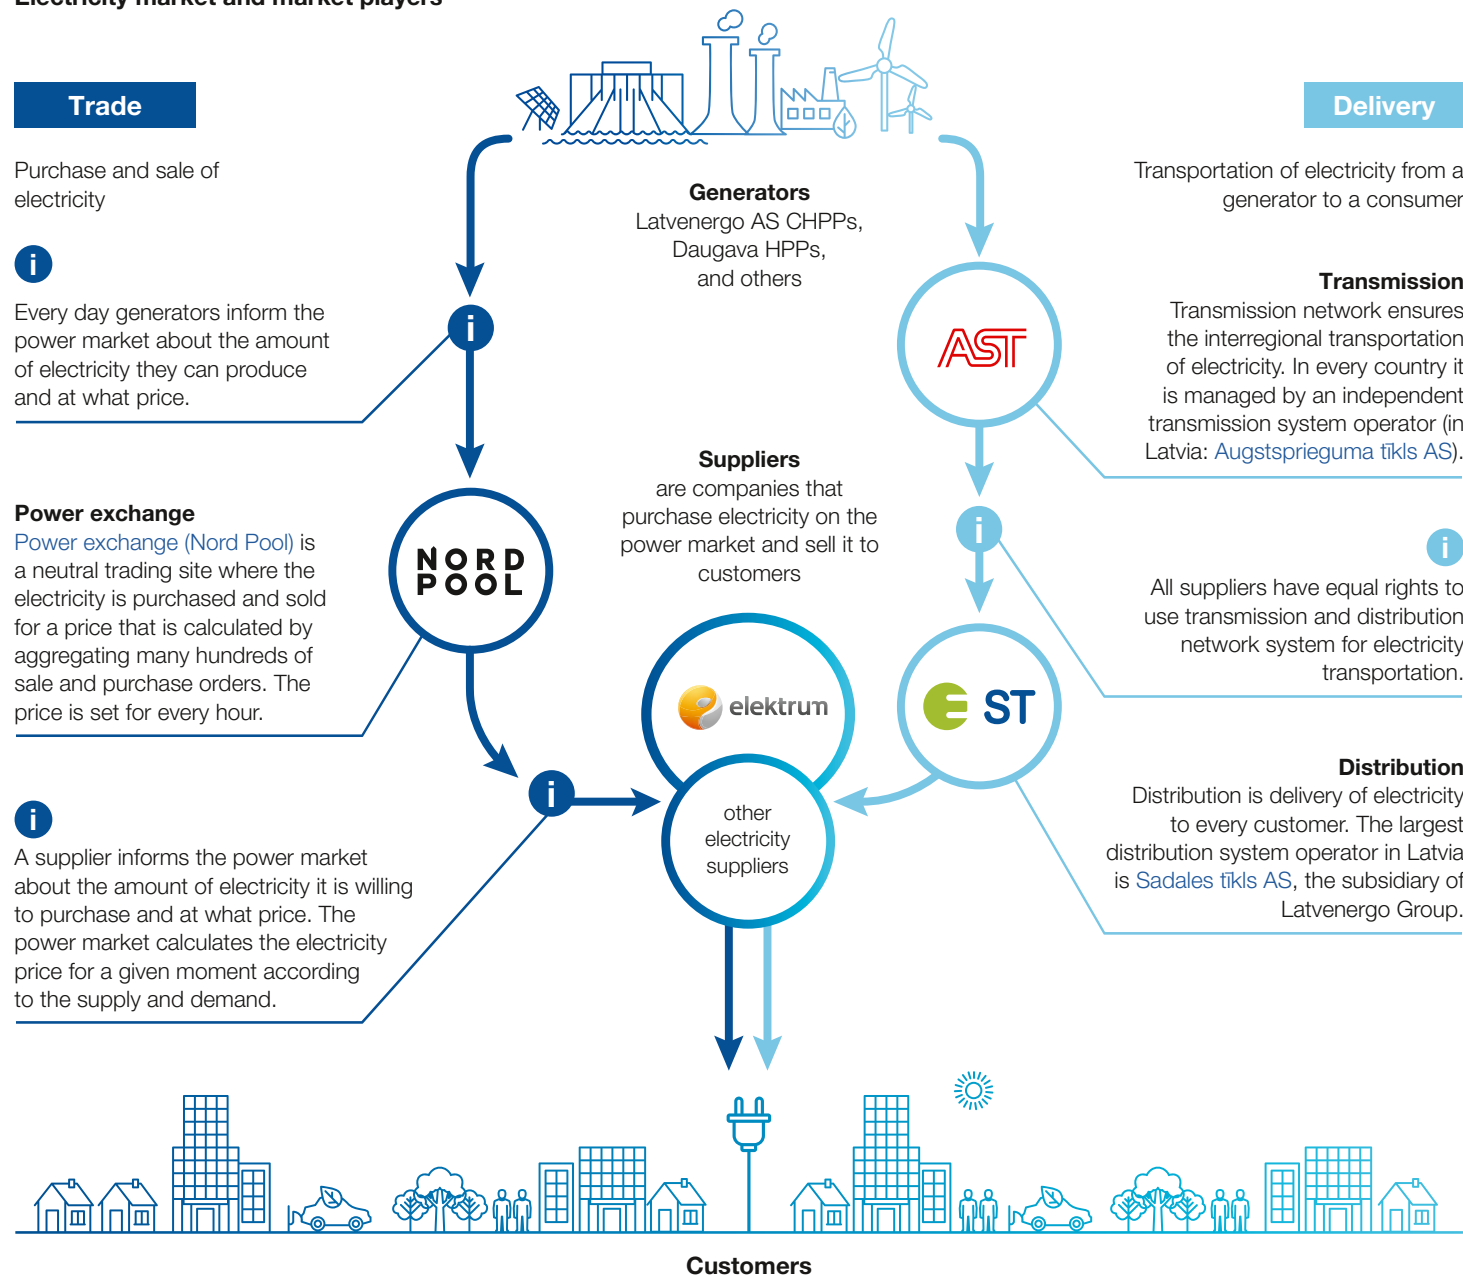 Electricity market and market players
Trade
Purchase and sale of
electricity
i
Every day generators inform the
power market about the amount
of electricity they can produce
and at what price.
i
Power exchange
Power exchange (Nord Pool) is
a neutral trading site where the
electricity is purchased and sold
for a price that is calculated by
aggregating many hundreds of
sale and purchase orders. The
price is set for every hour.
NORD
POOL
i
A supplier informs the power market
about the amount of electricity it is willing
to purchase and at what price. The
power market calculates the electricity
price for a given moment according
to the supply and demand.
i
Generators
Latvenergo AS CHPPs,
Daugava HPPs,
and others
Suppliers
are companies that
purchase electricity on the
power market and sell it to
customers
elektrum
other
electricity
suppliers
Delivery
Transportation of electricity from a
generator to a consumer
AST
Transmission
Transmission network ensures
the interregional transportation
of electricity. In every country it
is managed by an independent
transmission system operator (in
Latvia: Augstsprieguma tīkls AS).
i
i
All suppliers have equal rights to
use transmission and distribution
network system for electricity
transportation.
ST
Distribution
Distribution is delivery of electricity
to every customer. The largest
distribution system operator in Latvia
is Sadales tīkls AS, the subsidiary of
Latvenergo Group.
Customers